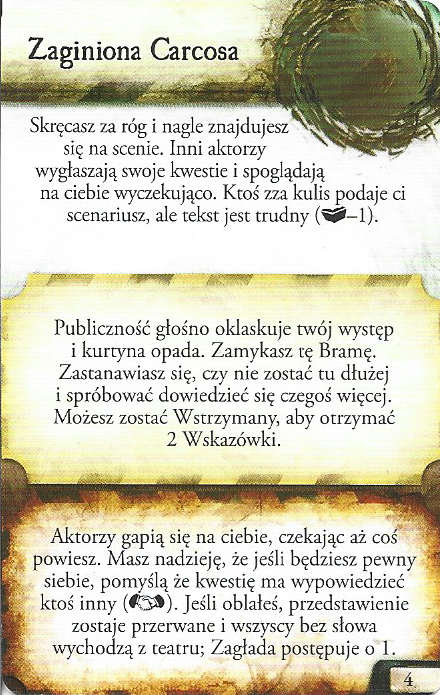 Zaginiona Carcosa
Skręcasz za róg i nagle znajdujesz
się na scenie. Inni aktorzy
wygłaszają swoje kwestie i spoglądają
na ciebie wyczekująco. Ktoś zza kulis podaje ci
scenariusz, ale tekst jest trudny (–1).
Publiczność głośno oklaskuje twój występ
i kurtyna opada. Zamykasz tę Bramę.
Zastanawiasz się, czy nie zostać tu dłużej
i spróbować dowiedzieć się czegoś więcej.
Możesz zostać Wstrzymany, aby otrzymać
2 Wskazówki.
Aktorzy gapią się na ciebie, czekając aż coś
powiesz. Masz nadzieję, że jeśli będziesz pewny
siebie, pomyślą że kwestię ma wypowiedzieć
ktoś inny (). Jeśli oblałeś, przedstawienie
zostaje przerwane i wszyscy bez słowa
wychodzą z teatru; Zagłada postępuje o 1.
4